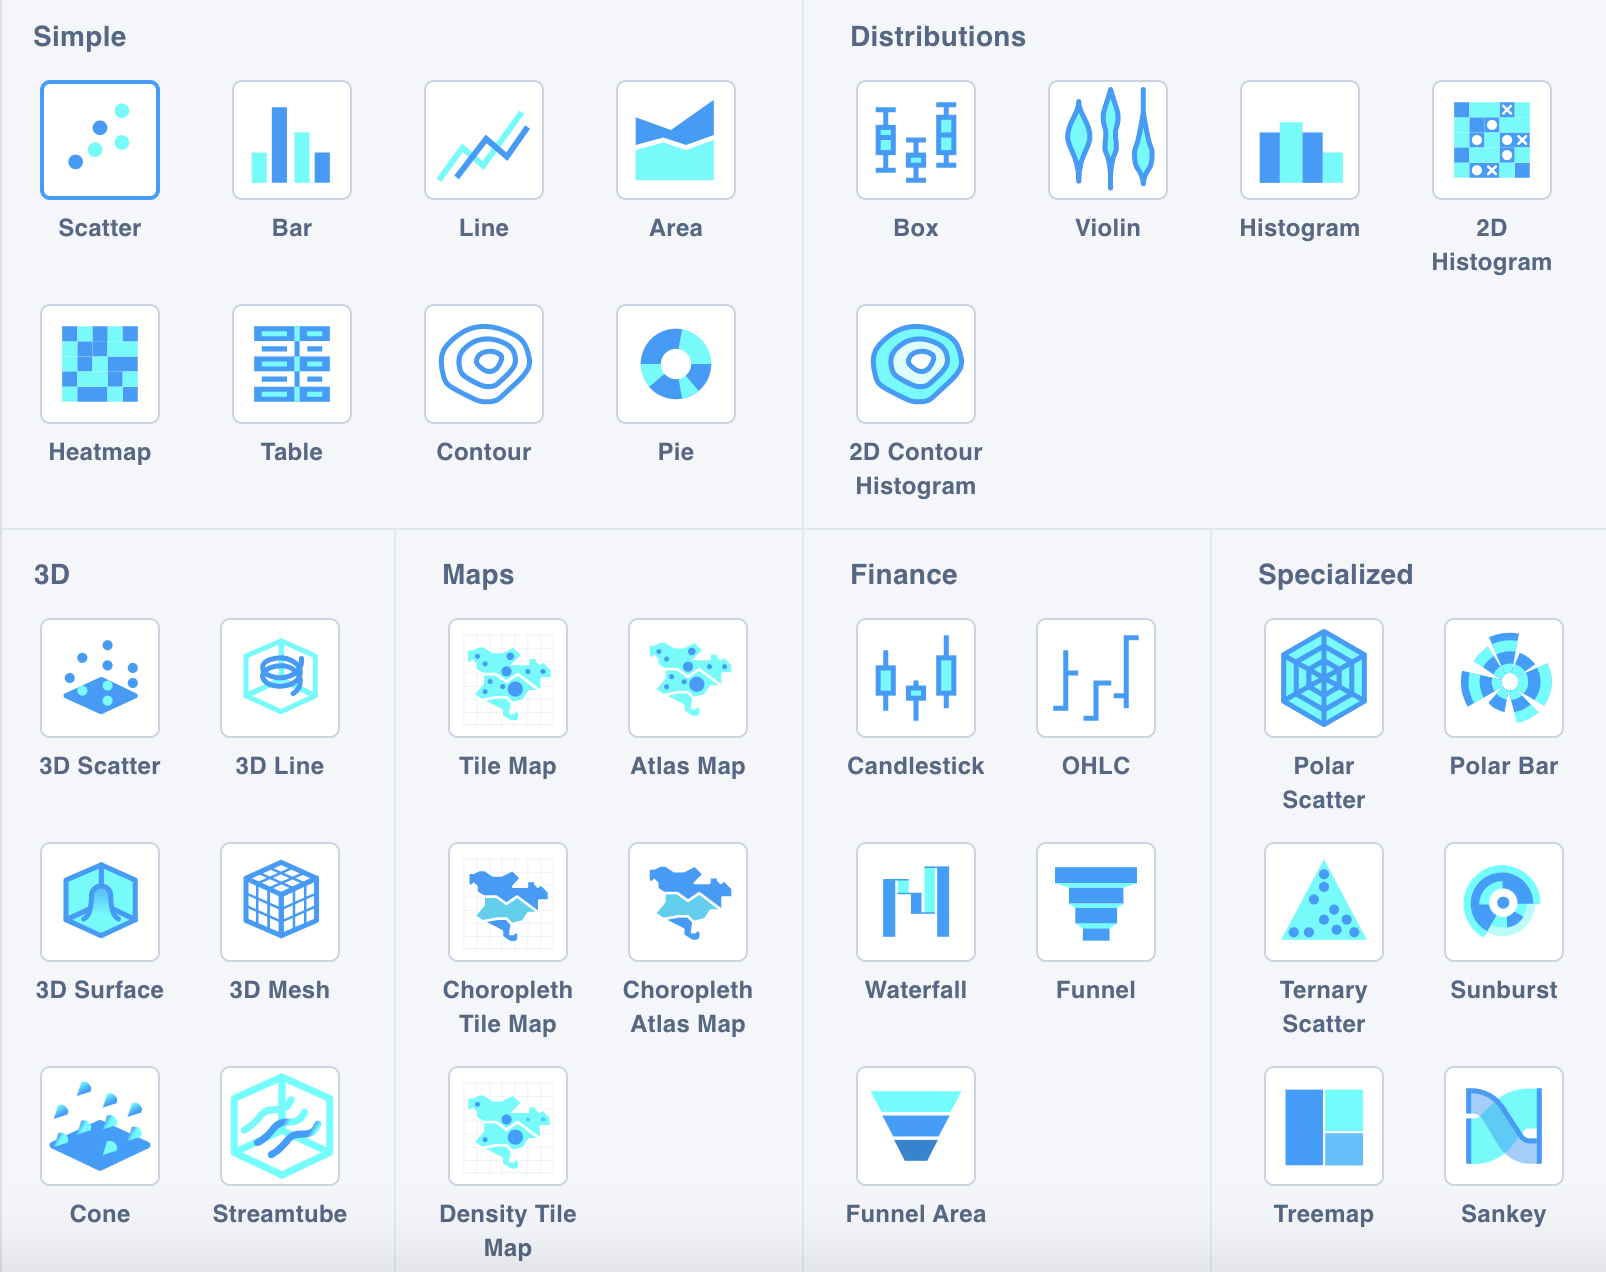 Simple
Scatter
Bar
Line
Area
Heatmap
Table
Contour
Pie
Distributions
Box
Violin
Histogram
2D
Histogram
2D Contour
Histogram
3D
3D Scatter
3D Line
3D Surface
3D Mesh
Cone
Streamtube
Maps
Tile Map
Atlas Map
Choropleth
Tile Map
Choropleth
Atlas Map
Density Tile
Map
Finance
Candlestick
OHLC
Waterfall
Funnel
Funnel Area
Specialized
Polar
Scatter
Polar Bar
Ternary
Scatter
Sunburst
Treemap
Sankey